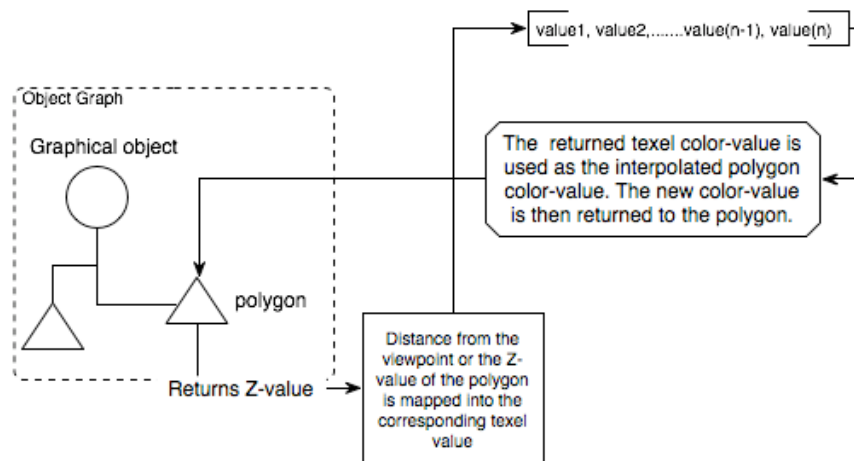 value1, value2,.......value(n-1), value(n)
Object Graph
Graphical object
The returned texel color-value is
used as the interpolated polygon
color-value. The new color-value
is then returned to the polygon.
polygon
Distance from the
viewpoint or the Z-
value of the polygon
is mapped into the
corresponding texel
value
Returns Z-value